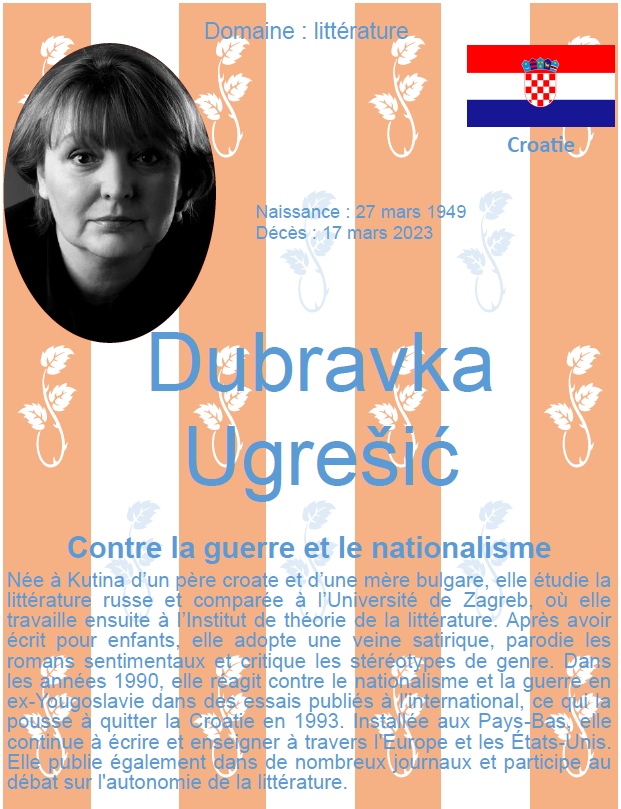 Domaine : littérature
Croatie
Naissance : 27 mars 1949
Décès : 17 mars 2023
Dubravka
Ugrešić
Contre la guerre et le nationalisme
Née à Kutina d’un père croate et d’une mère bulgare, elle étudie la
littérature russe et comparée à l’Université de Zagreb, où elle
travaille ensuite à l’Institut de théorie de la littérature. Après avoir
écrit pour enfants, elle adopte une veine satirique, parodie les
romans sentimentaux et critique les stéréotypes de genre. Dans
les années 1990, elle réagit contre le nationalisme et la guerre en
ex-Yougoslavie dans des essais publiés à l'international, ce qui la
pousse à quitter la Croatie en 1993. Installée aux Pays-Bas, elle
continue à écrire et enseigner à travers l'Europe et les États-Unis.
Elle publie également dans de nombreux journaux et participe au
débat sur l'autonomie de la littérature.